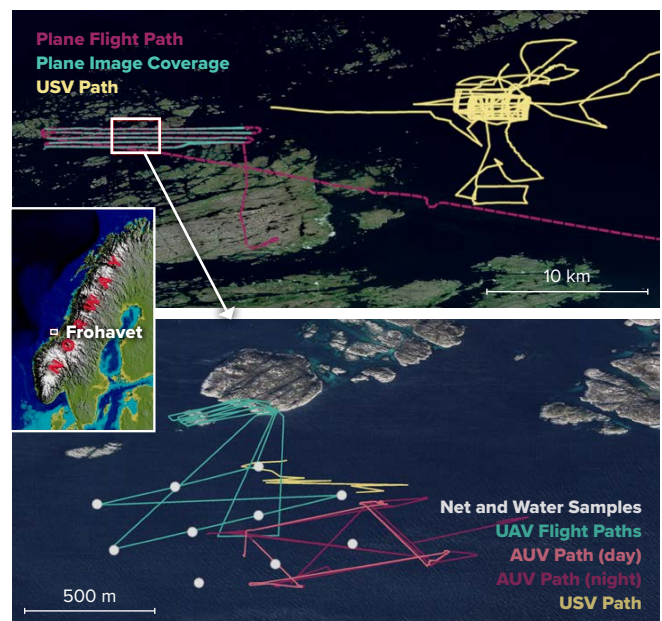 Plane Flight Path
Plane Image Coverage
USV Path
10 km
NORWAY
Frohavet
Net and Water Samples
UAV Flight Paths
AUV Path (day)
AUV Path (night)
USV Path
500 m